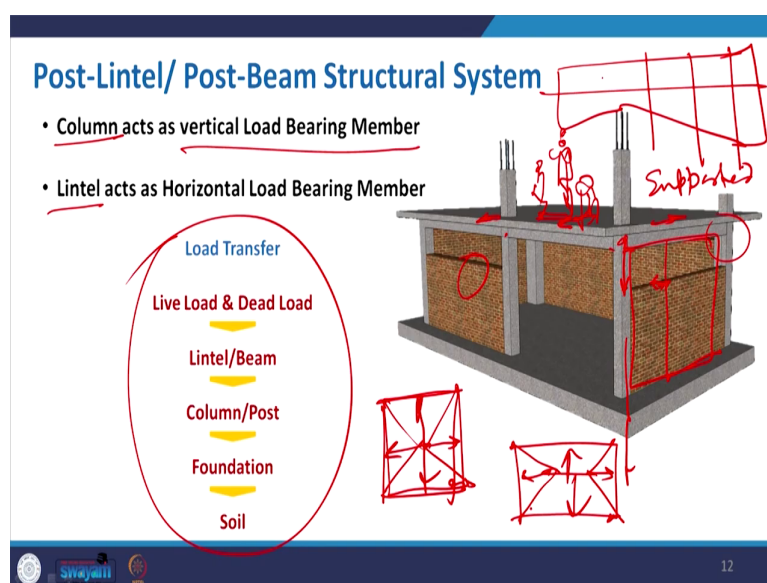 Post-Lintel/ Post-Beam Structural System
• Column acts as vertical Load Bearing Member
• Lintel acts as Horizontal Load Bearing Member
Supported
Load Transfer
Live Load & Dead Load
Lintel/Beam
Column/Post
Foundation
Soil
swayam
12